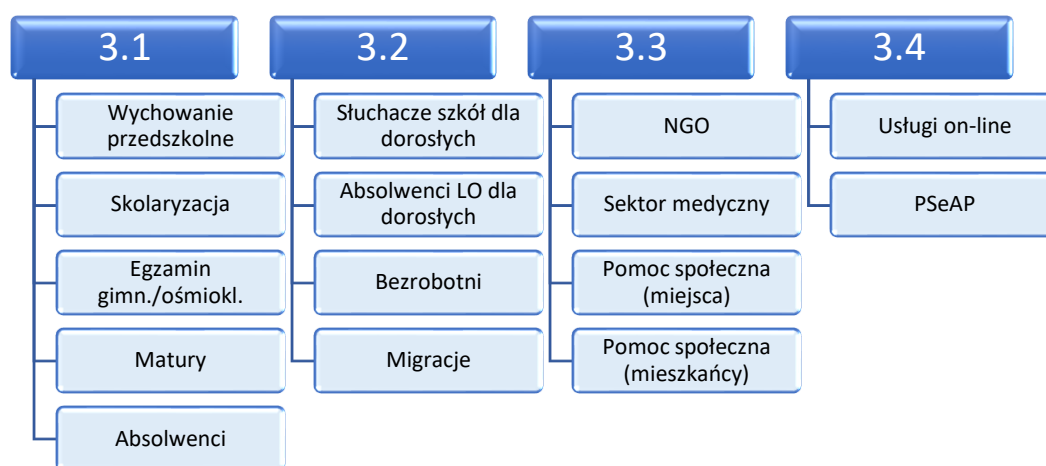 3.1
Wychowanie
przedszkolne
Skolaryzacja
Egzamin
gimn./ośmiokl.
Matury
Absolwenci
3.2
Słuchacze szkół dla
dorosłych
Absolwenci LO dla
dorosłych
Bezrobotni
Migracje
3.3
NGO
Sektor medyczny
Pomoc społeczna
(miejsca)
Pomoc społeczna
(mieszkańcy)
3.4
Usługi on-line
PSeAP